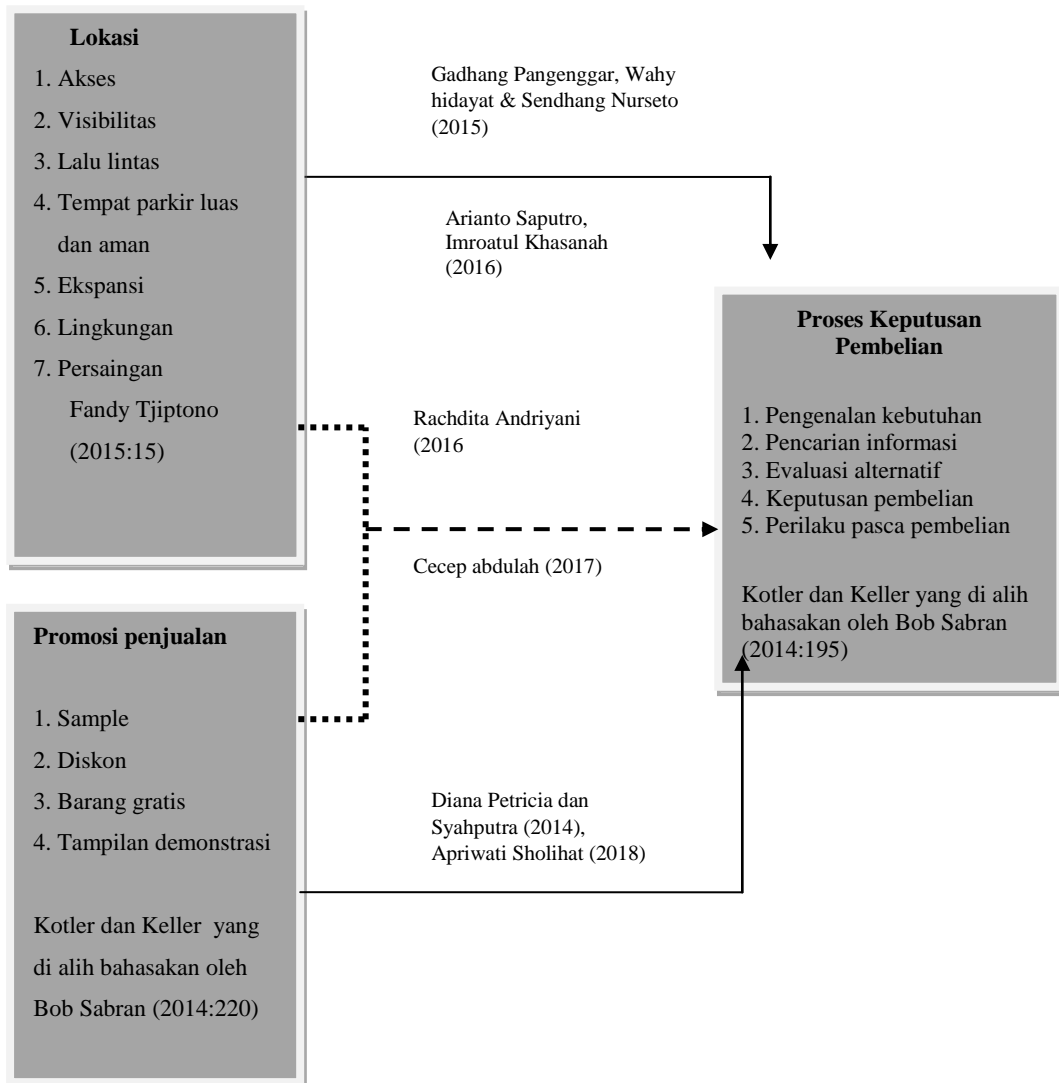 Lokasi
1. Akses
2. Visibilitas
3. Lalu lintas
4. Tempat parkir luas
dan aman
5. Ekspansi
6. Lingkungan
7. Persaingan
Fandy Tjiptono
(2015:15)
Gadhang Pangenggar, Wahy
hidayat & Sendhang Nurseto
(2015)
Arianto Saputro,
Imroatul Khasanah
(2016)
Rachdita Andriyani
(2016
Cecep abdulah (2017)
Proses Keputusan
Pembelian
1. Pengenalan kebutuhan
2. Pencarian informasi
3. Evaluasi alternatif
4. Keputusan pembelian
5. Perilaku pasca pembelian
Kotler dan Keller yang di alih
bahasakan oleh Bob Sabran
(2014:195)
Promosi penjualan
1. Sample
2. Diskon
3. Barang gratis
4. Tampilan demonstrasi
Kotler dan Keller yang
di alih bahasakan oleh
Bob Sabran (2014:220)
Diana Petricia dan
Syahputra (2014),
Apriwati Sholihat (2018)